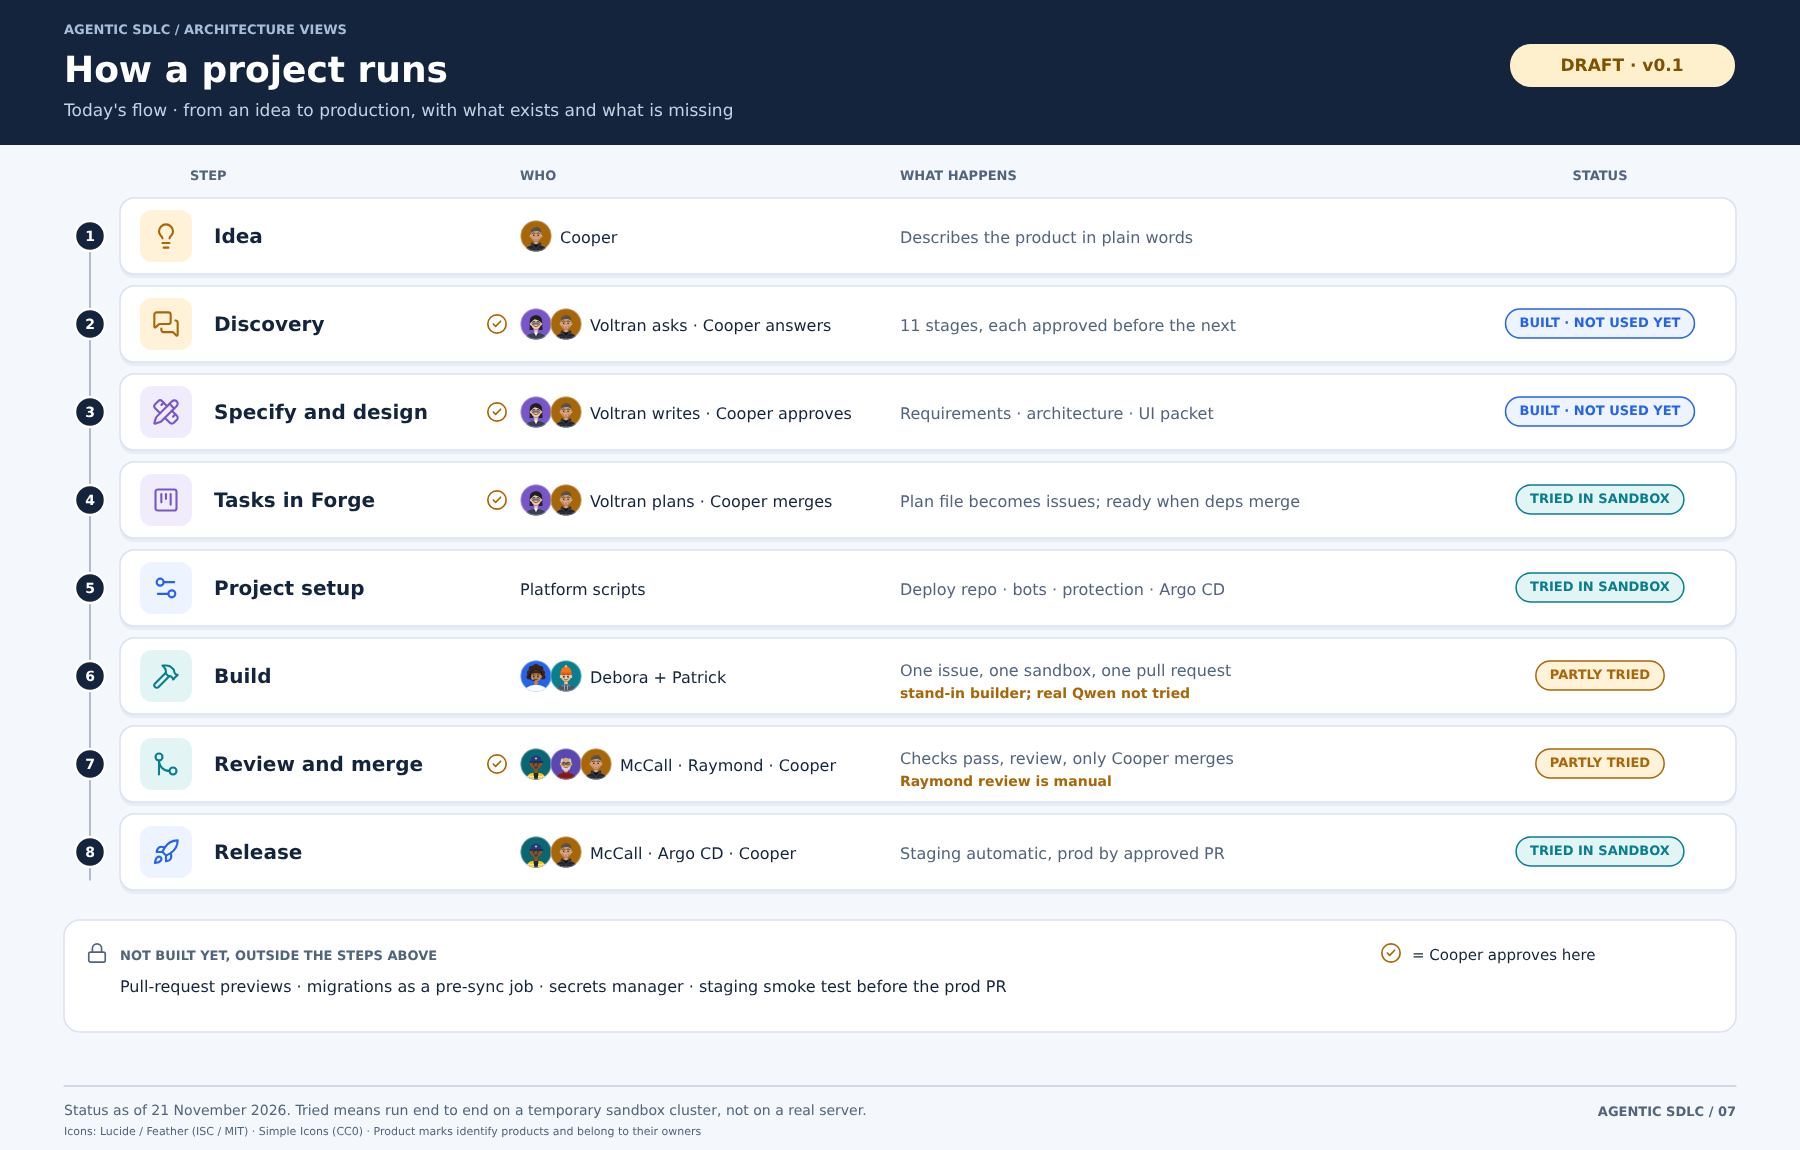 AGENTIC SDLC / ARCHITECTURE VIEWS
How a project runs
Today's flow · from an idea to production, with what exists and what is missing
DRAFT · v0.1
STEP WHO WHAT HAPPENS STATUS
1 Idea Cooper Describes the product in plain words
2 Discovery Voltran asks · Cooper answers 11 stages, each approved before the next BUILT · NOT USED YET
3 Specify and design Voltran writes · Cooper approves Requirements · architecture · UI packet BUILT · NOT USED YET
4 Tasks in Forge Voltran plans · Cooper merges Plan file becomes issues; ready when deps merge TRIED IN SANDBOX
5 Project setup Platform scripts Deploy repo · bots · protection · Argo CD TRIED IN SANDBOX
6 Build Debora + Patrick One issue, one sandbox, one pull request PARTLY TRIED
stand-in builder; real Qwen not tried
7 Review and merge McCall · Raymond · Cooper Checks pass, review, only Cooper merges PARTLY TRIED
Raymond review is manual
8 Release McCall · Argo CD · Cooper Staging automatic, prod by approved PR TRIED IN SANDBOX
NOT BUILT YET, OUTSIDE THE STEPS ABOVE = Cooper approves here
Pull-request previews · migrations as a pre-sync job · secrets manager · staging smoke test before the prod PR
Status as of 21 November 2026. Tried means run end to end on a temporary sandbox cluster, not on a real server.
AGENTIC SDLC / 07
Icons: Lucide / Feather (ISC / MIT) · Simple Icons (CC0) · Product marks identify products and belong to their owners